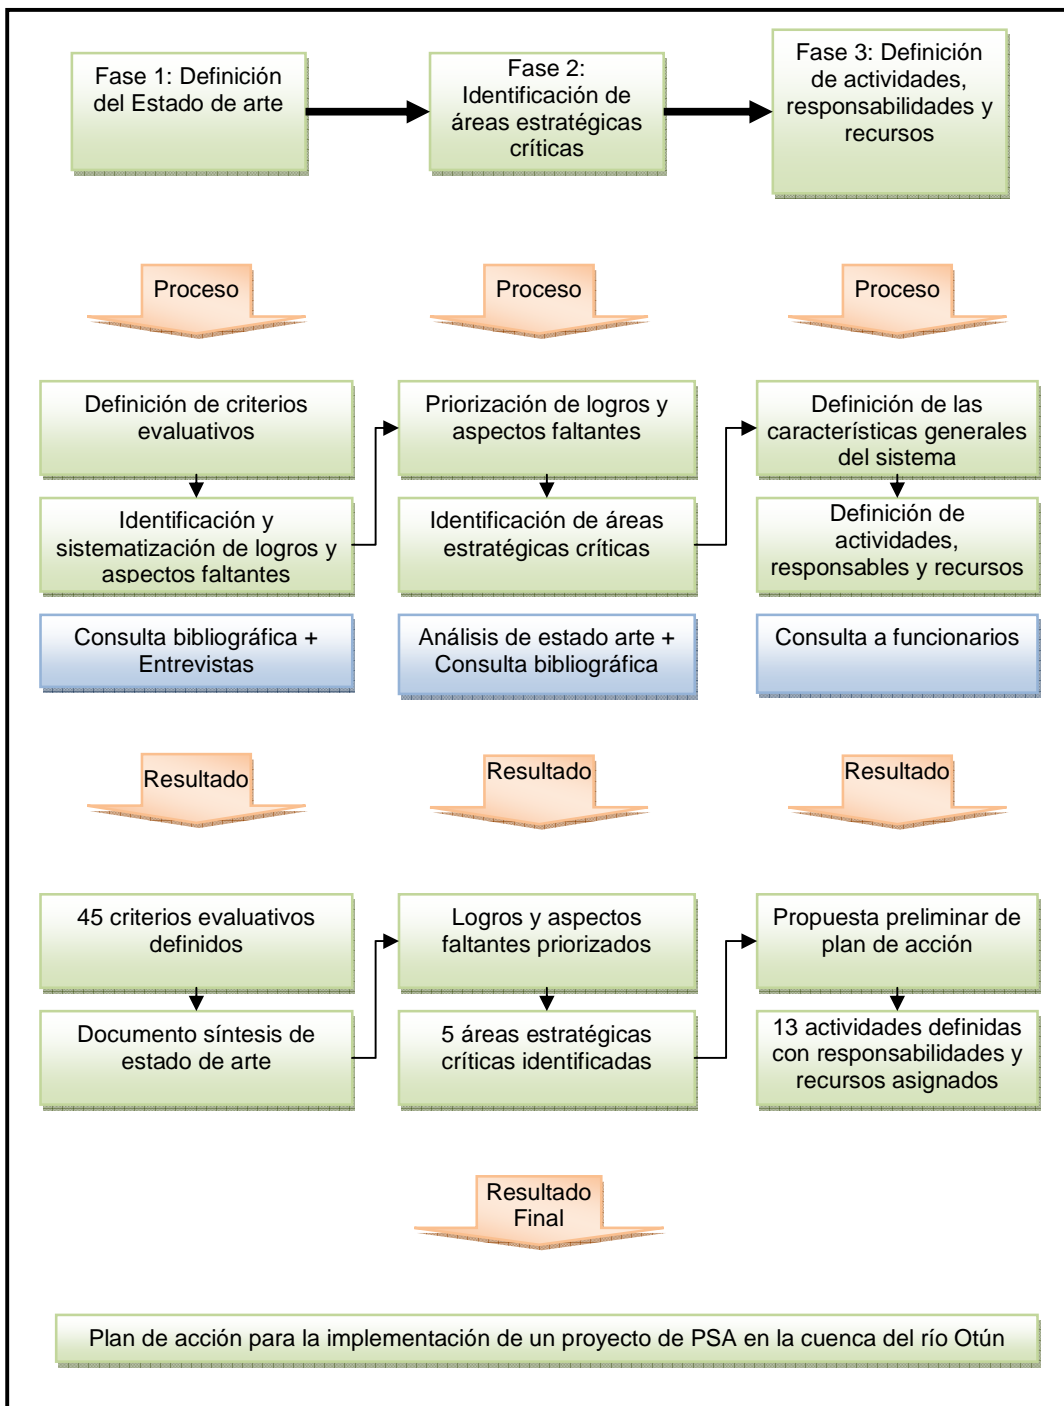 Fase 1: Definición
del Estado de arte
Fase 2:
Identificación de
áreas estratégicas
críticas
Fase 3: Definición
de actividades,
responsabilidades y
recursos
Proceso
Proceso
Proceso
Definición de criterios
evaluativos
Priorización de logros y
aspectos faltantes
Definición de las
características generales
del sistema
Identificación y
sistematización de logros y
aspectos faltantes
Identificación de áreas
estratégicas críticas
Definición de
actividades,
responsables y recursos
Consulta bibliográfica +
Entrevistas
Análisis de estado arte +
Consulta bibliográfica
Consulta a funcionarios
Resultado
Resultado
Resultado
45 criterios evaluativos
definidos
Logros y aspectos
faltantes priorizados
Propuesta preliminar de
plan de acción
Documento síntesis de
estado de arte
5 áreas estratégicas
críticas identificadas
13 actividades definidas
con responsabilidades y
recursos asignados
Resultado
Final
Plan de acción para la implementación de un proyecto de PSA en la cuenca del río Otún